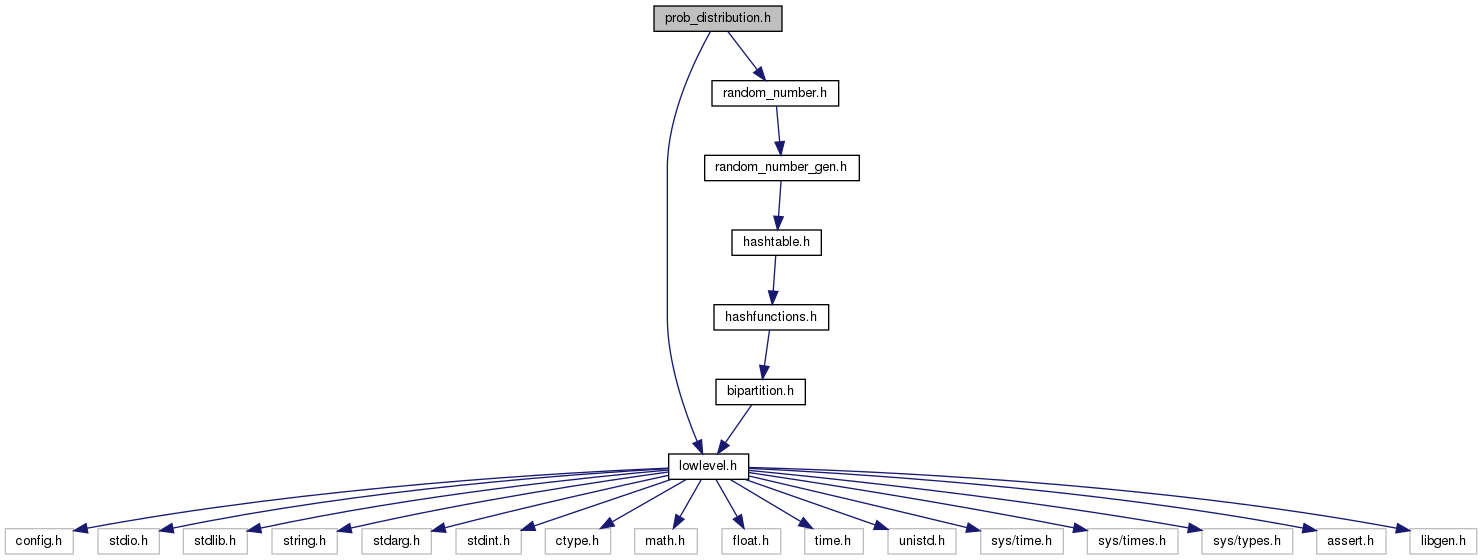 prob_distribution.h
random_number.h
random_number_gen.h
hashtable.h
hashfunctions.h
bipartition.h
lowlevel.h
config.h
stdio.h
stdlib.h
string.h
stdarg.h
stdint.h
ctype.h
math.h
float.h
time.h
unistd.h
sys/time.h
sys/times.h
sys/types.h
assert.h
libgen.h